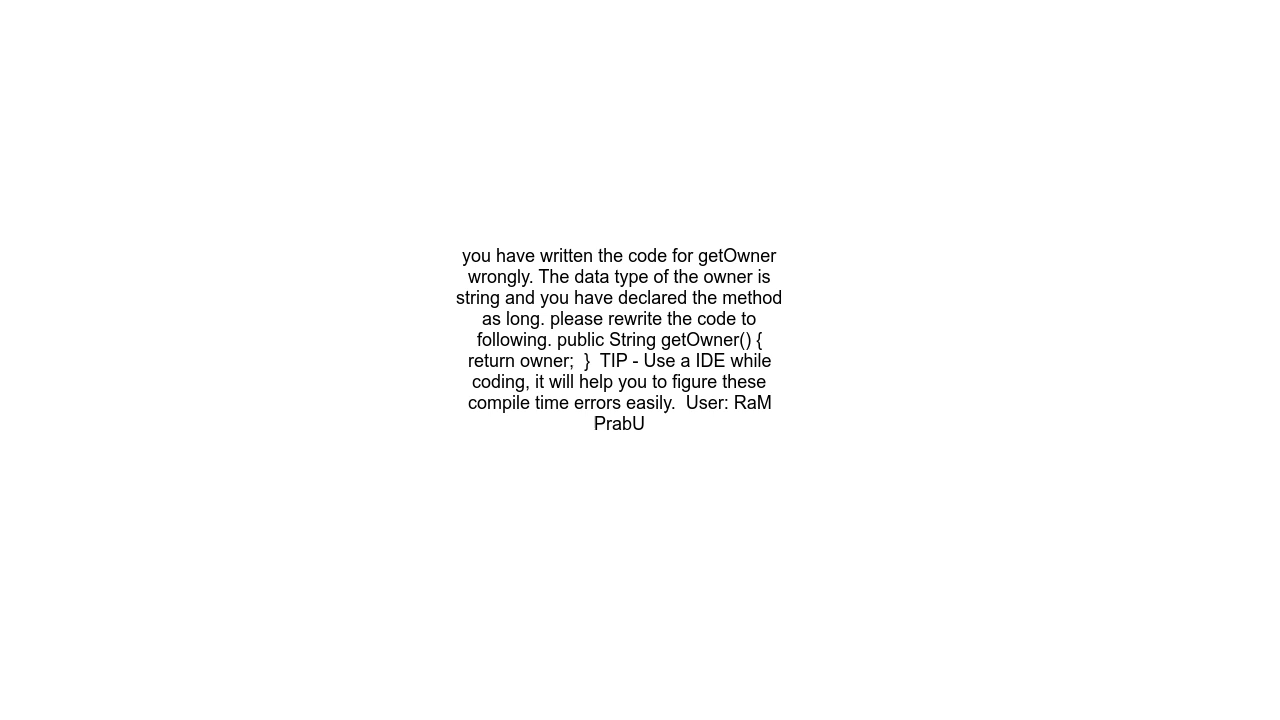 you have written the code for getOwner
wrongly. The data type of the owner is
string and you have declared the method
as long. please rewrite the code to
following. public String getOwner() {
return owner;  }  TIP - Use a IDE while
coding, it will help you to figure these
compile time errors easily.  User: RaM
PrabU